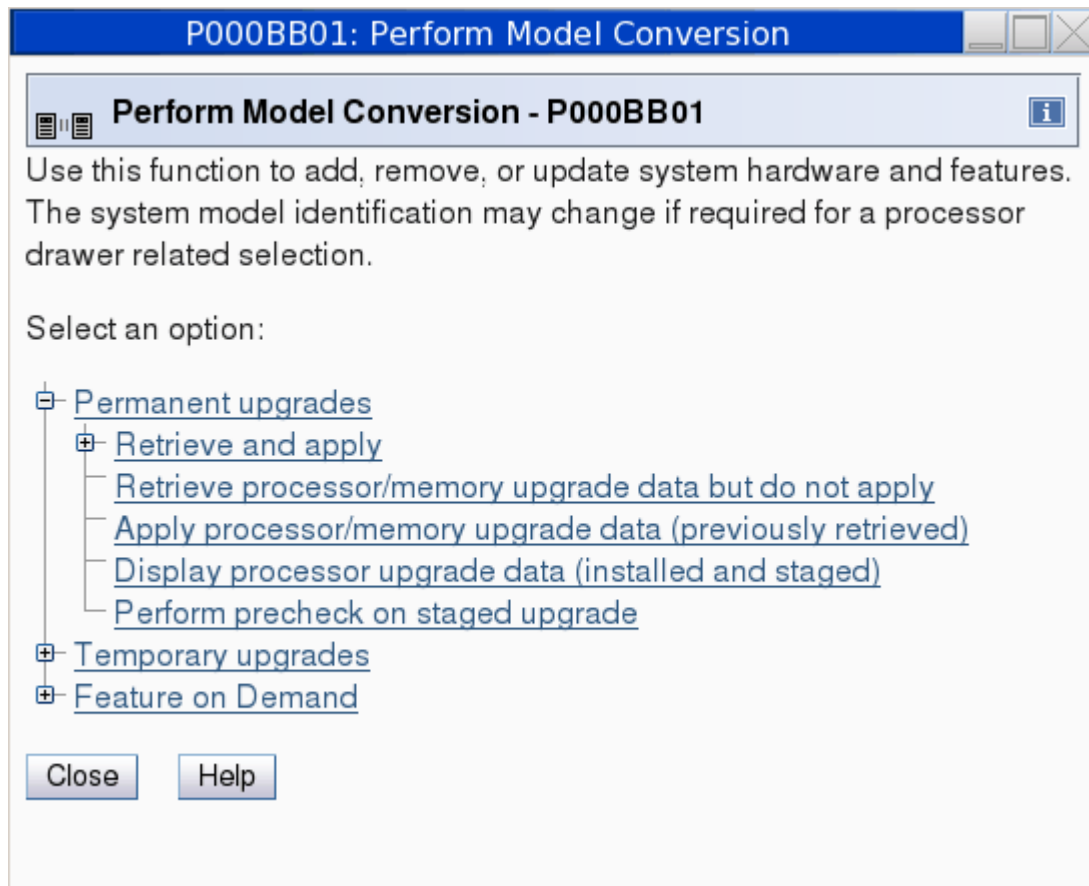 P000BB01: Perform Model Conversion
Perform Model Conversion - P000BB01
i
Use this function to add, remove, or update system hardware and features.
The system model identification may change if required for a processor
drawer related selection.
Select an option:
Permanent upgrades
Retrieve and apply
Retrieve processor/memory upgrade data but do not apply
Apply processor/memory upgrade data (previously retrieved)
Display processor upgrade data (installed and staged)
Perform precheck on staged upgrade
Temporary upgrades
Feature on Demand
Close Help